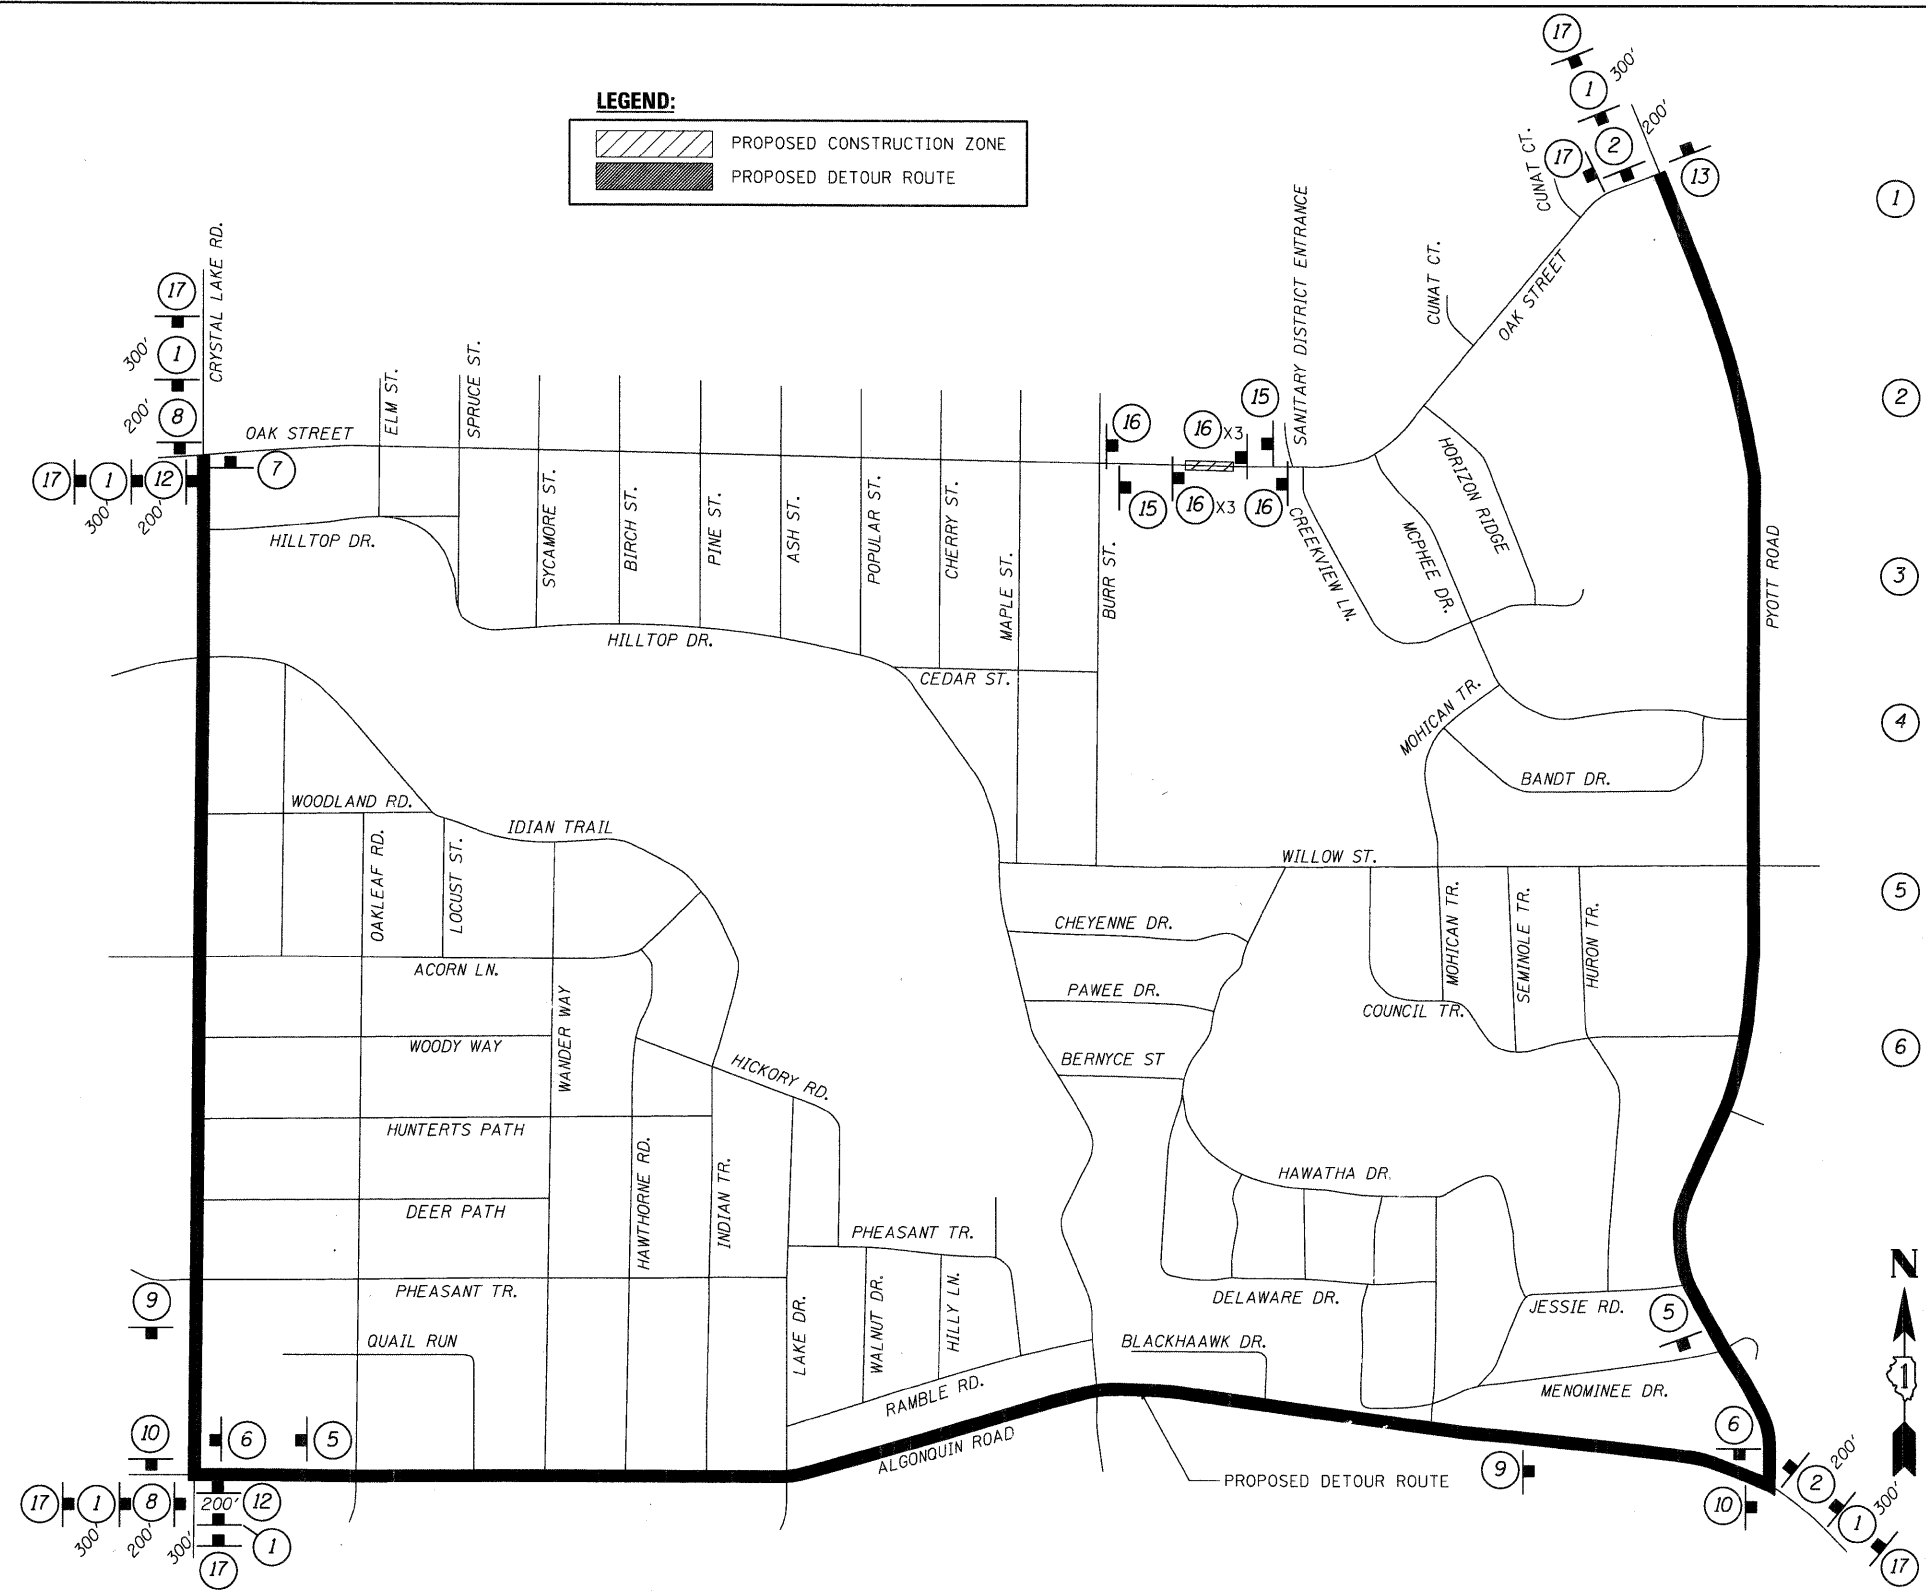 LEGEND:
PROPOSED CONSTRUCTION ZONE
PROPOSED DETOUR ROUTE
17
1
300'
2
200'
17
13
CUNAT CT.
1
SANITARY DISTRICT ENTRANCE
CUNAT CT.
OAK STREET
CRYSTAL LAKE RD.
17
300'
1
200'
8
OAK STREET
ELM ST.
SPRUCE ST.
16
16 X3
15
2
17
1
12
7
300'
200'
15
16 X3
16
HILLTOP DR.
SYCAMORE ST.
BIRCH ST.
PINE ST.
ASH ST.
POPULAR ST.
CHERRY ST.
MAPLE ST.
BURR ST.
CREEKVIEW LN.
MCPHEE DR.
HORIZON RIDGE
PYOTT ROAD
3
HILLTOP DR.
CEDAR ST.
MOHICAN TR.
4
BANDT DR.
WOODLAND RD.
IDIAN TRAIL
OAKLEAF RD.
LOCUST ST.
WILLOW ST.
5
CHEYENNE DR.
MOHICAN TR.
SEMINOLE TR.
HURON TR.
ACORN LN.
PAWEE DR.
COUNCIL TR.
WANDER WAY
WOODY WAY
BERNYCE ST
6
HICKORY RD.
HUNTERTS PATH
HAWTHORNE RD.
INDIAN TR.
HAWATHA DR.
DEER PATH
PHEASANT TR.
N
PHEASANT TR.
DELAWARE DR.
JESSIE RD.
5
9
QUAIL RUN
LAKE DR.
WALNUT DR.
HILLY LN.
BLACKHAAWK DR.
1
RAMBLE RD.
MENOMINEE DR.
10
6
5
ALGONQUIN ROAD
6
PROPOSED DETOUR ROUTE
9
200'
2
17
1
8
200'
12
10
300'
1
300'
200'
300'
1
17
17